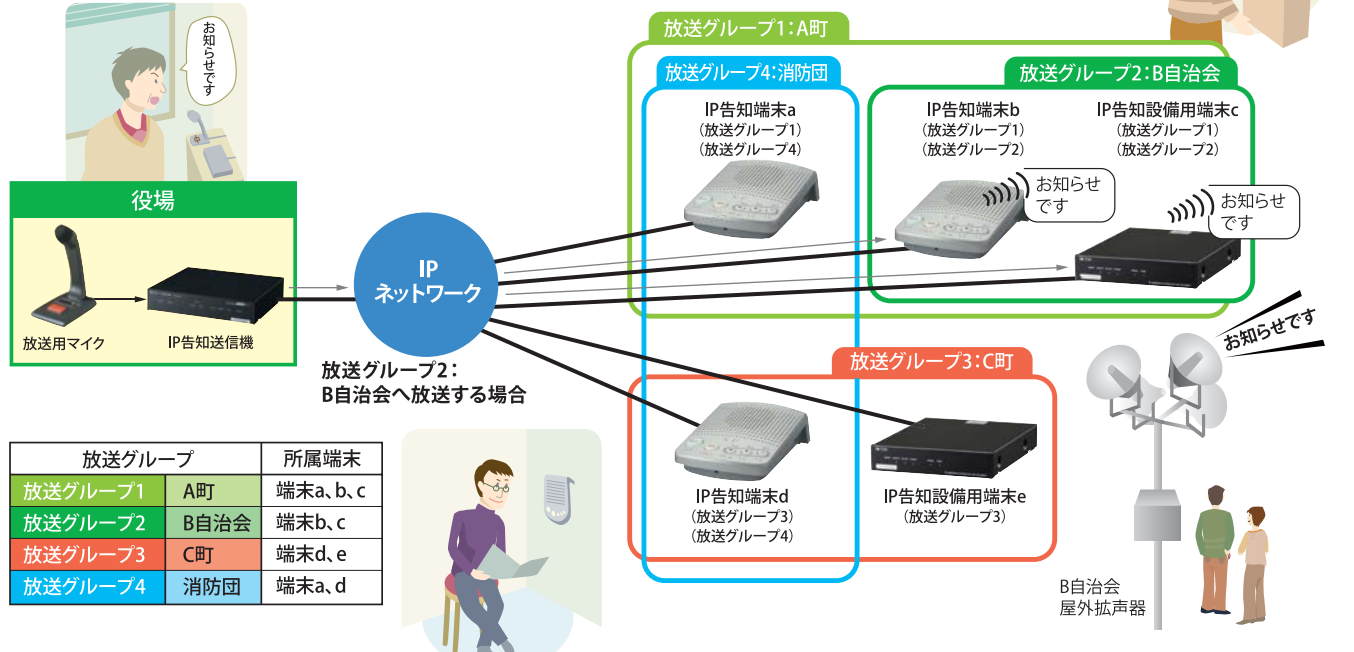 お知らせです
役場
放送用マイク
IP告知送信機
IP
ネットワーク
放送グループ2：
B自治会へ放送する場合
放送グループ1：A町
放送グループ4：消防団
放送グループ2：B自治会
IP告知端末a
（放送グループ1）
（放送グループ4）
IP告知端末b
（放送グループ1）
（放送グループ2）
IP告知設備用端末c
（放送グループ1）
（放送グループ2）
お知らせ
です
お知らせ
です
放送グループ3：C町
IP告知端末d
（放送グループ3）
（放送グループ4）
IP告知設備用端末e
（放送グループ3）
お知らせです
B自治会
屋外拡声器
放送グループ 所属端末
放送グループ1 A町 端末a、b、c
放送グループ2 B自治会 端末b、c
放送グループ3 C町 端末d、e
放送グループ4 消防団 端末a、d